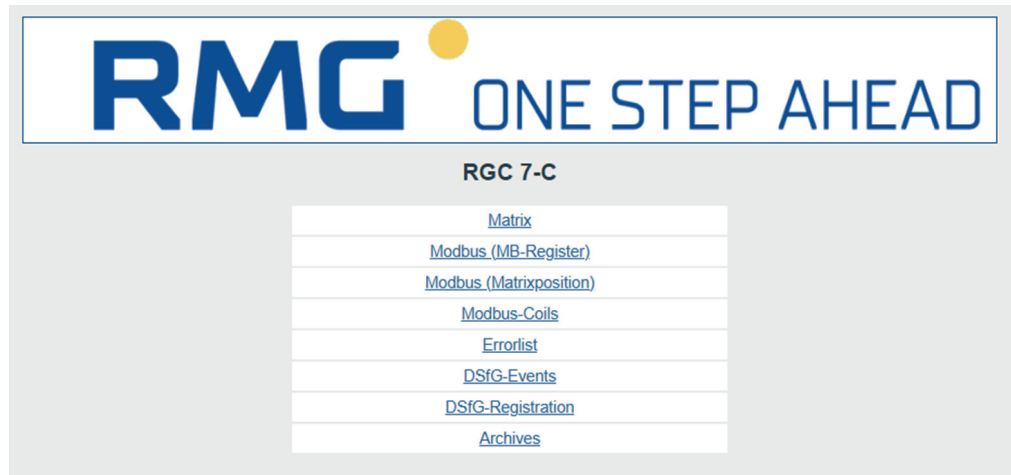 RMG ONE STEP AHEAD
RGC 7-C
Matrix
Modbus (MB-Register)
Modbus (Matrixposition)
Modbus-Coils
Errorlist
DSfG-Events
DSfG-Registration
Archives